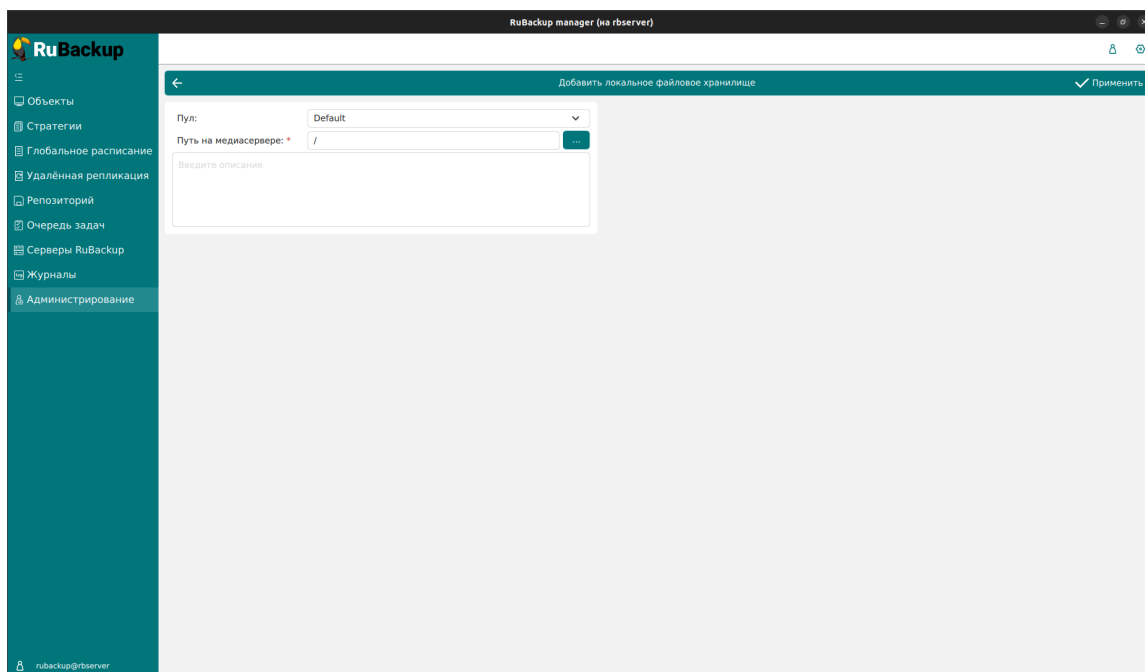 RuBackup manager (на rbserver)
RuBackup
Добавить локальное файловое хранилище
Применить
Объекты
Стратегии
Глобальное расписание
Удалённая репликация
Репозиторий
Очередь задач
Серверы RuBackup
Журналы
Администрирование
Пул:
Default
Путь на медиасервере: *
/
...
Введите описание
rubackup@rbserver